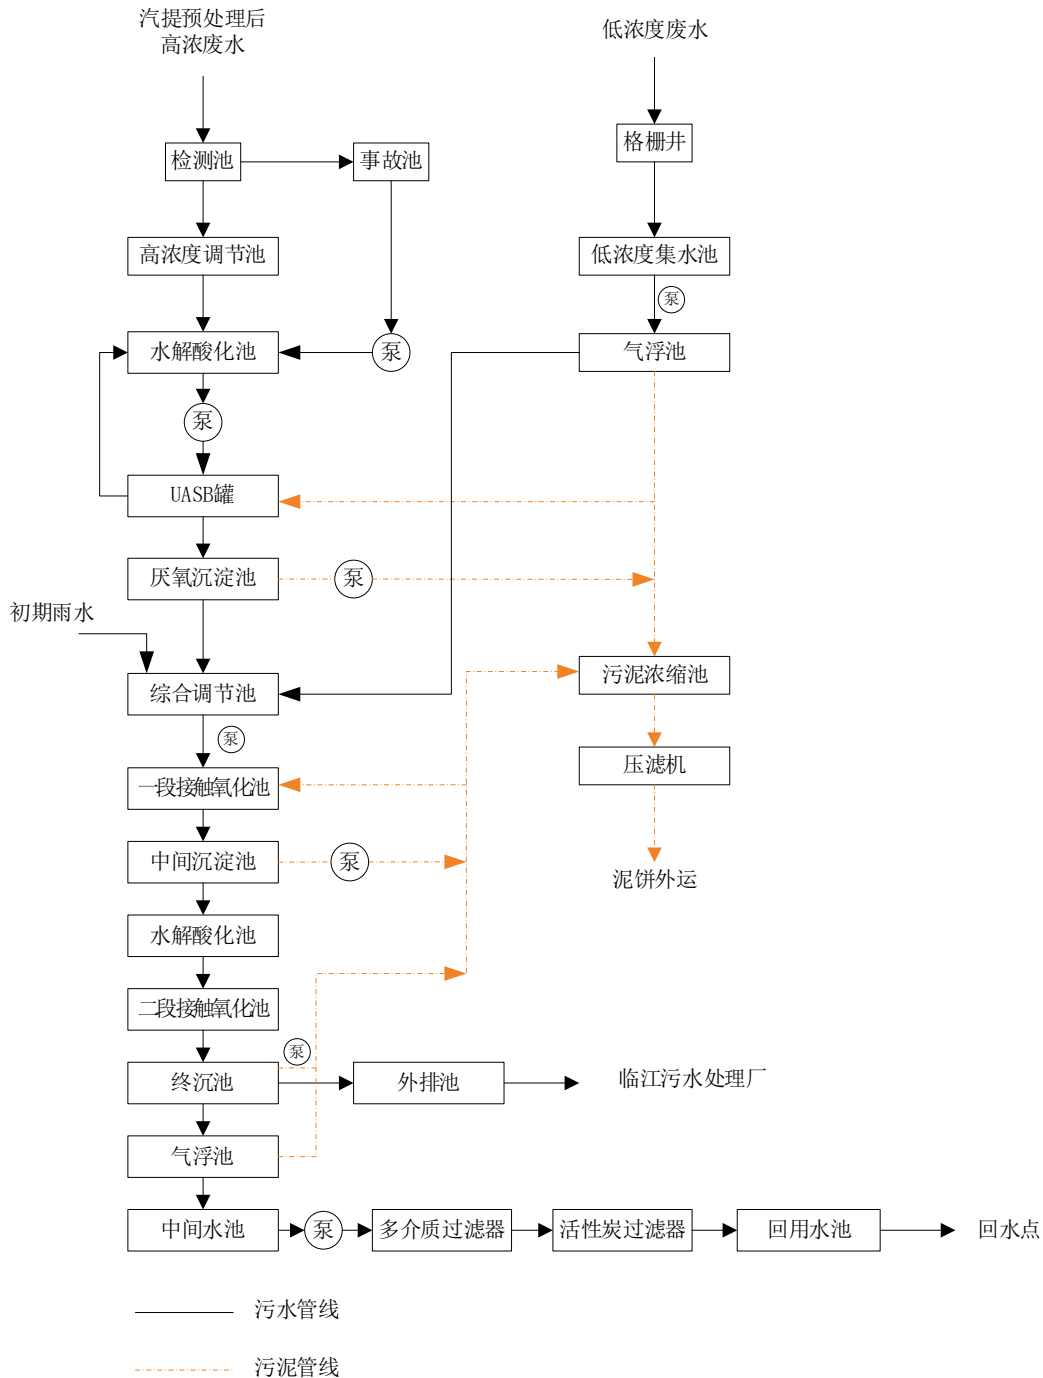 汽提预处理后
高浓废水
低浓度废水
格栅井
检测池
事故池
高浓度调节池
低浓度集水池
泵
水解酸化池
泵
气浮池
泵
UASB罐
厌氧沉淀池
泵
初期雨水
综合调节池
污泥浓缩池
泵
压滤机
一段接触氧化池
中间沉淀池
泵
泥饼外运
水解酸化池
二段接触氧化池
泵
终沉池
外排池
临江污水处理厂
气浮池
中间水池
泵
多介质过滤器
活性炭过滤器
回用水池
回水点
污水管线
污泥管线